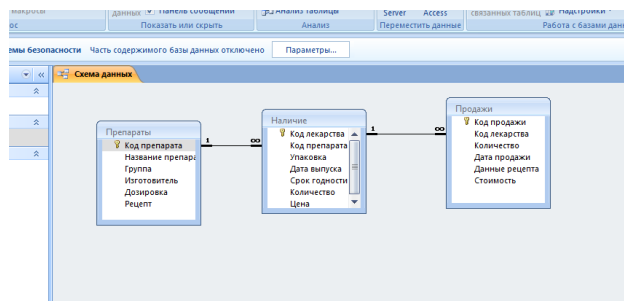 макросы
данных Панель сообщений
Анализ таблицы
Server Access
связанных таблиц
Надстройки
Показать или скрыть
Анализ
Переместить данные
Работа с базами дан
емы безопасности Часть содержимого базы данных отключено Параметры...
Схема данных
Препараты
Код препарата
Название препара
Группа
Изготовитель
Дозировка
Рецепт
1 ∞
Наличие
Код лекарства
Код препарата
Упаковка
Дата выпуска
Срок годности
Количество
Цена
1 ∞
Продажи
Код продажи
Код лекарства
Количество
Дата продажи
Данные рецепта
Стоимость